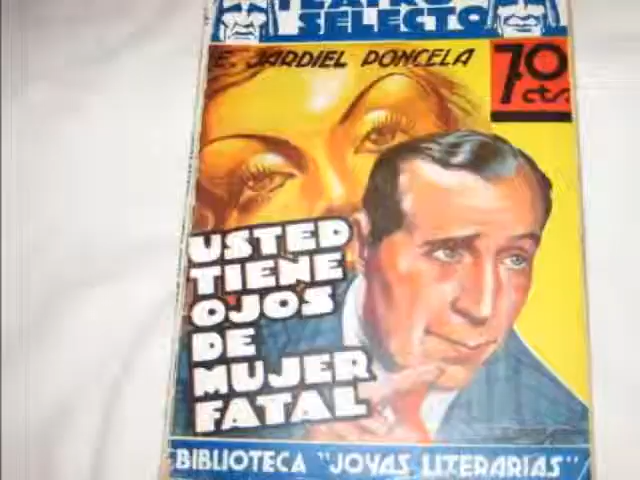 TEATRO
SELECTO
E. JARDIEL PONCELA
70
cts.
USTED
TIENE
OJOS
DE
MUJER
FATAL
BIBLIOTECA "JOYAS LITERARIAS"